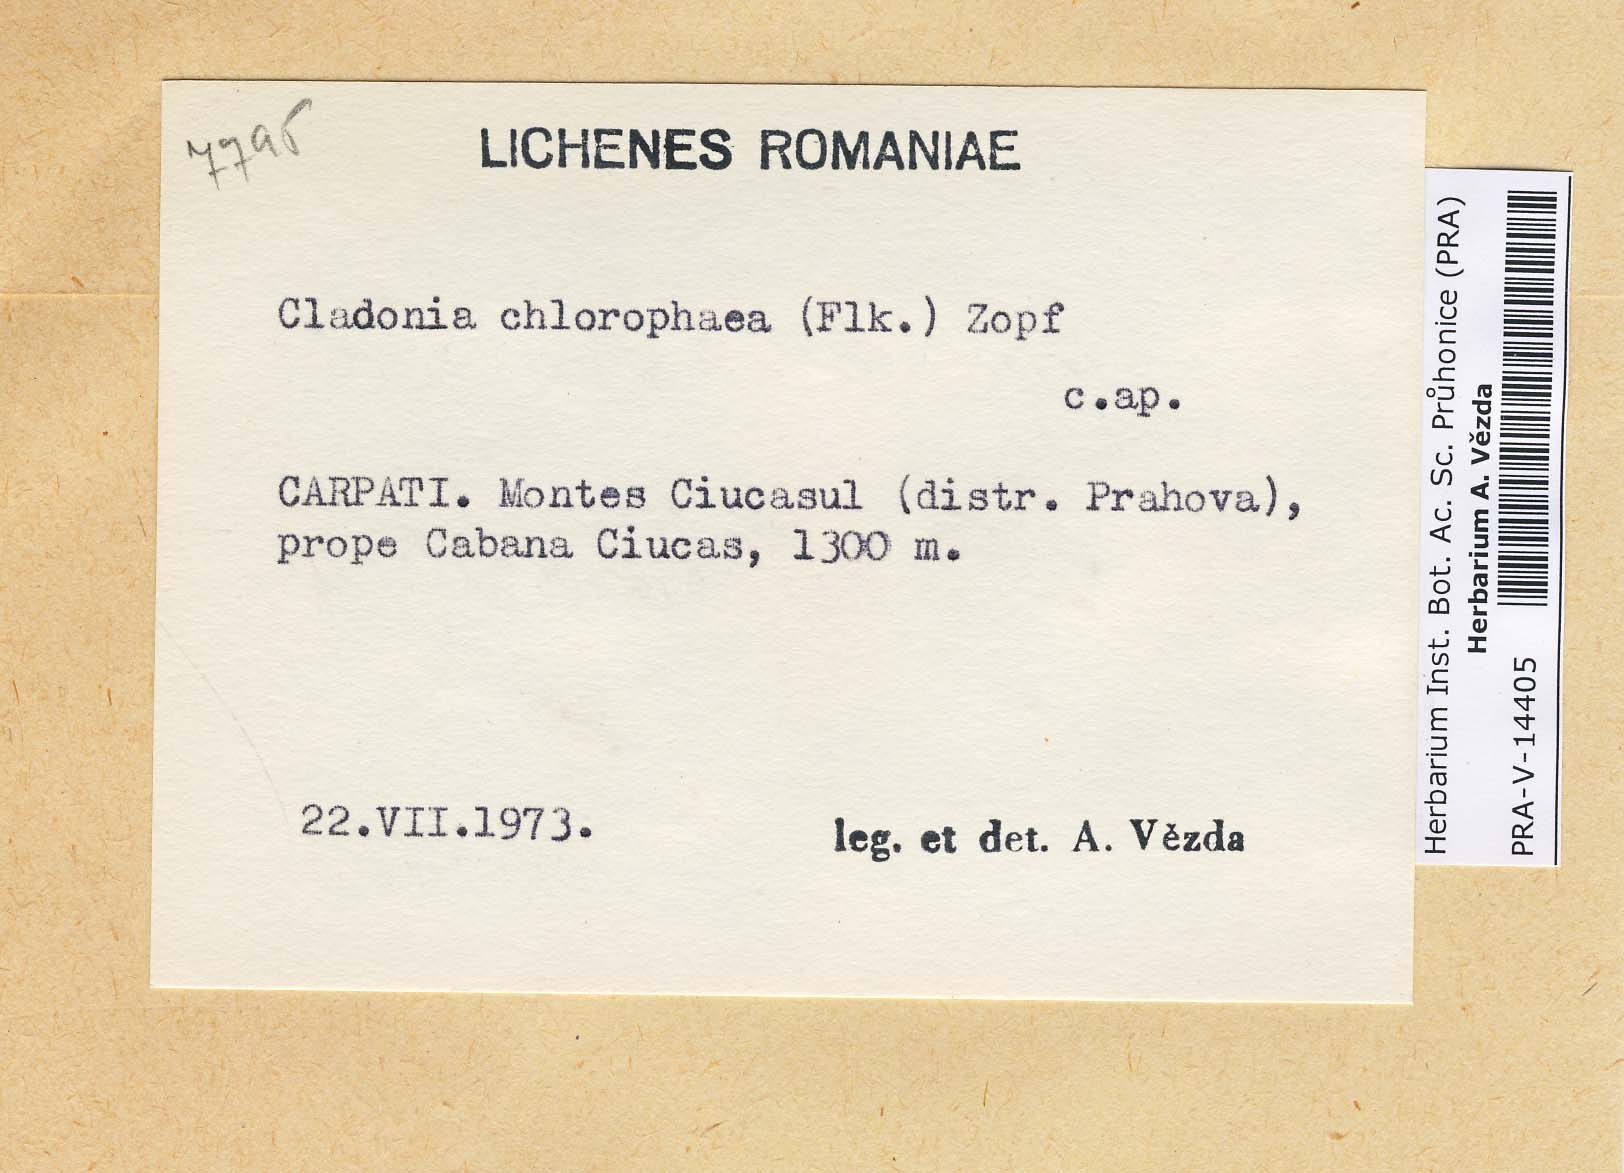 LICHENES ROMANIAE
Cladonia chlorophaea (Flk.) Zopf
c.ap.
CARPATI. Montes Ciucasul (distr. Prahova),
prope Cabana Ciucas, 1300 m.
22.VII.1973.
leg. et det. A. Vězda
Herbarium Inst. Bot. Ac. Sc. Průhonice (PRA)
Herbarium A. Vězda
PRA-V-14405